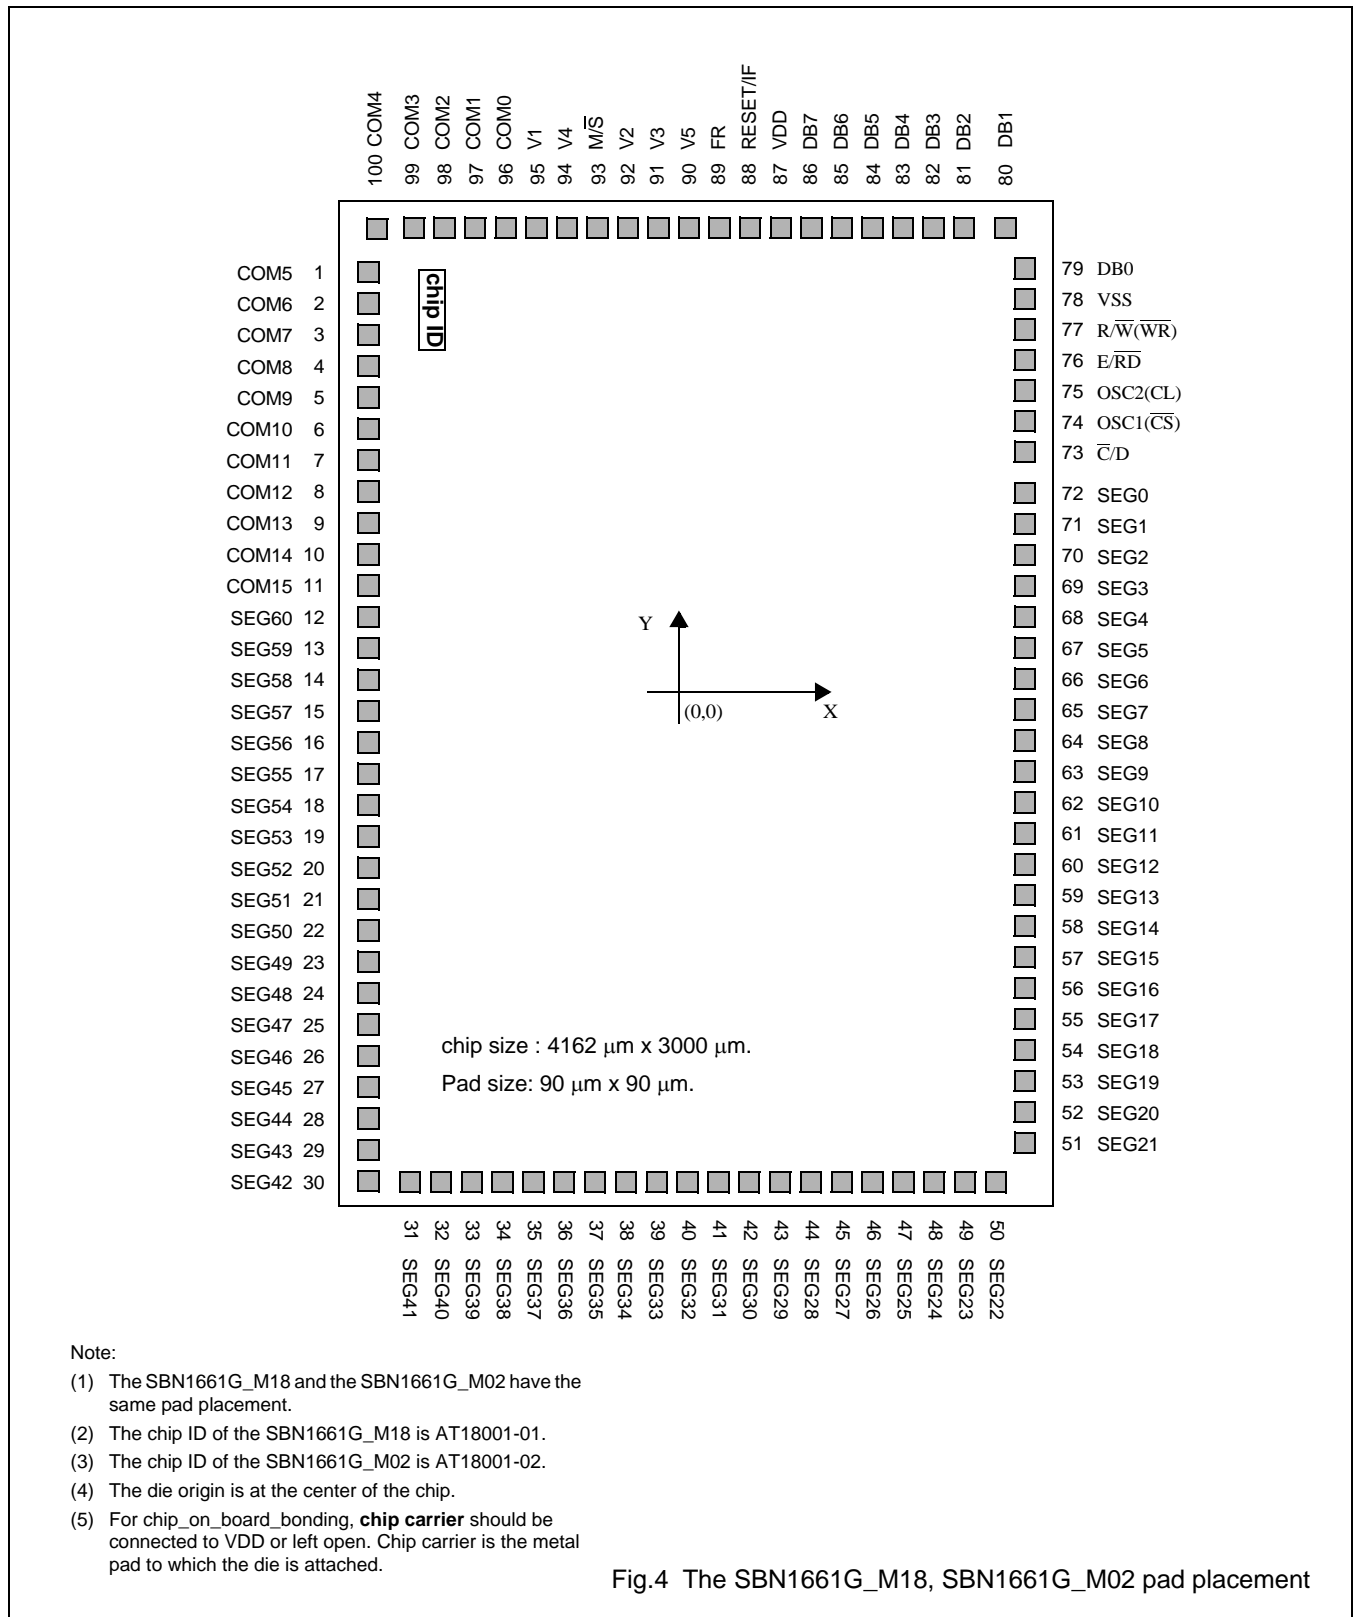 100 COM4
99 COM3
98 COM2
97 COM1
96 COM0
95 V1
94 V4
93 M/S̅
92 V2
91 V3
90 V5
89 FR
88 RESET/IF
87 VDD
86 DB7
85 DB6
84 DB5
83 DB4
82 DB3
81 DB2
80 DB1
COM5 1
COM6 2
COM7 3
COM8 4
COM9 5
COM10 6
COM11 7
COM12 8
COM13 9
COM14 10
COM15 11
SEG60 12
SEG59 13
SEG58 14
SEG57 15
SEG56 16
SEG55 17
SEG54 18
SEG53 19
SEG52 20
SEG51 21
SEG50 22
SEG49 23
SEG48 24
SEG47 25
SEG46 26
SEG45 27
SEG44 28
SEG43 29
SEG42 30
chip ID
Y
(0,0)
X
chip size : 4162 µm x 3000 µm.
Pad size: 90 µm x 90 µm.
79 DB0
78 VSS
77 R/W̅(W̅R̅)
76 E/R̅D̅
75 OSC2(CL)
74 OSC1(C̅S̅)
73 C̅/D
72 SEG0
71 SEG1
70 SEG2
69 SEG3
68 SEG4
67 SEG5
66 SEG6
65 SEG7
64 SEG8
63 SEG9
62 SEG10
61 SEG11
60 SEG12
59 SEG13
58 SEG14
57 SEG15
56 SEG16
55 SEG17
54 SEG18
53 SEG19
52 SEG20
51 SEG21
31 SEG41
32 SEG40
33 SEG39
34 SEG38
35 SEG37
36 SEG36
37 SEG35
38 SEG34
39 SEG33
40 SEG32
41 SEG31
42 SEG30
43 SEG29
44 SEG28
45 SEG27
46 SEG26
47 SEG25
48 SEG24
49 SEG23
50 SEG22
Note:
(1) The SBN1661G_M18 and the SBN1661G_M02 have the
same pad placement.
(2) The chip ID of the SBN1661G_M18 is AT18001-01.
(3) The chip ID of the SBN1661G_M02 is AT18001-02.
(4) The die origin is at the center of the chip.
(5) For chip_on_board_bonding, chip carrier should be
connected to VDD or left open. Chip carrier is the metal
pad to which the die is attached.
Fig.4 The SBN1661G_M18, SBN1661G_M02 pad placement